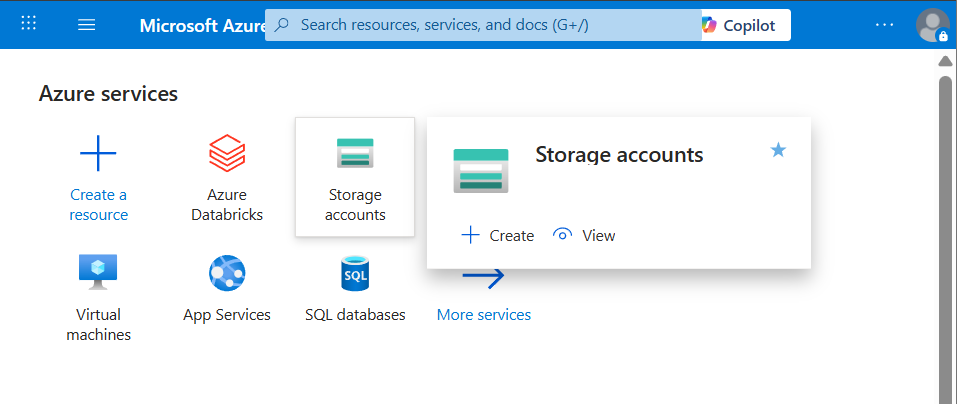 Microsoft Azure
Search resources, services, and docs (G+/)
Copilot
Azure services
Create a
resource
Azure
Databricks
Storage
accounts
Storage accounts
Create
View
Virtual
machines
App Services
SQL
SQL databases
More services